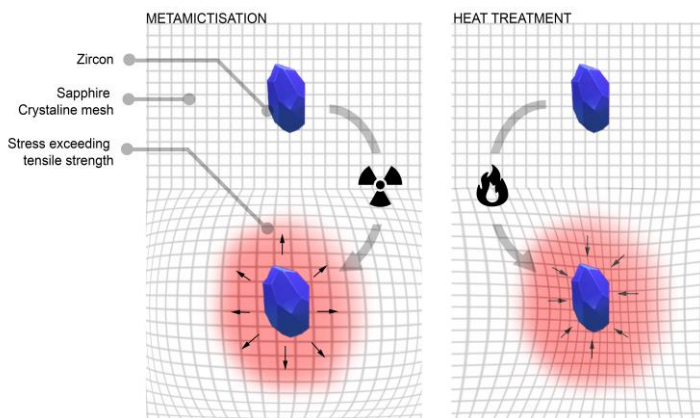 METAMICTISATION
HEAT TREATMENT
Zircon
Sapphire
Crystaline mesh
Stress exceeding
tensile strength